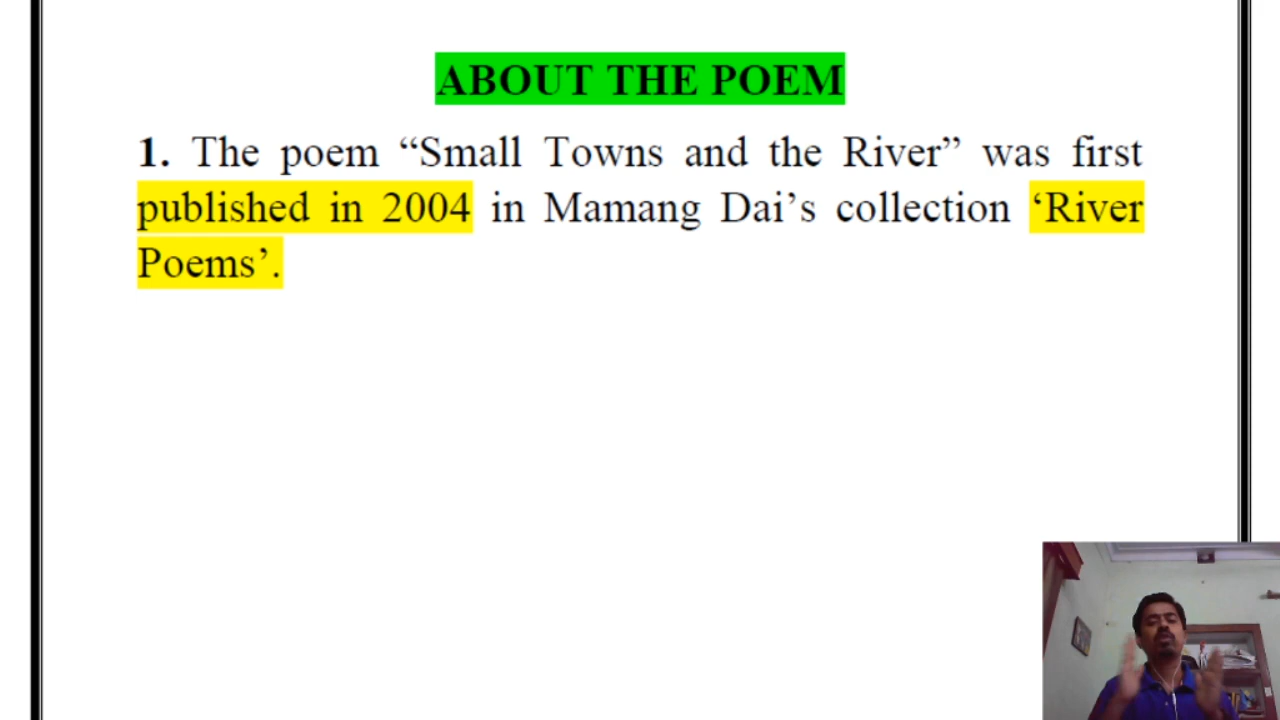 ABOUT THE POEM
1. The poem “Small Towns and the River” was first
published in 2004 in Mamang Dai’s collection ‘River
Poems’.